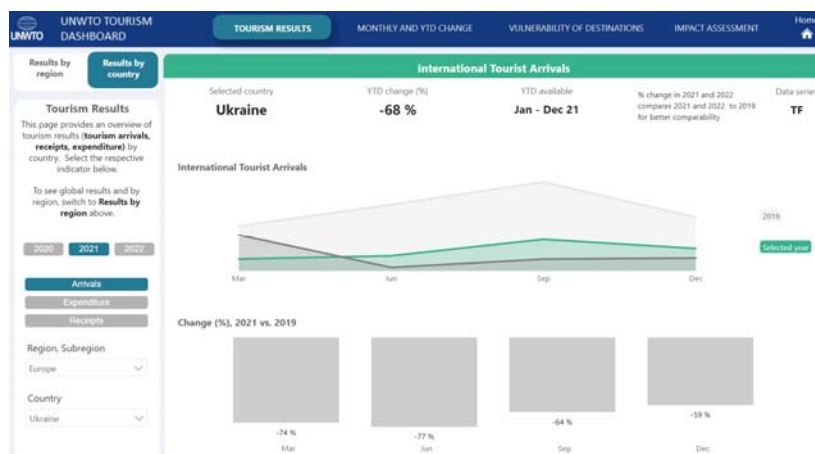 UNWTO
UNWTO TOURISM
DASHBOARD
TOURISM RESULTS
MONTHLY AND YTD CHANGE
VULNERABILITY OF DESTINATIONS
IMPACT ASSESSMENT
Home
Results by
region
Results by
country
Tourism Results
This page provides an overview of
tourism results (tourism arrivals,
receipts, expenditure) by
country. Select the respective
indicator below.
To see global results and by
region, switch to Results by
region above.
2020
2021
2022
Arrivals
Expenditure
Receipts
Region, Subregion
Europe
Country
Ukraine
International Tourist Arrivals
Selected country
Ukraine
YTD change (%)
-68 %
YTD available
Jan - Dec 21
% change in 2021 and 2022
compares 2021 and 2022 to 2019
for better comparability
Data series
TF
International Tourist Arrivals
2019
Selected year
Mar
Jun
Sep
Dec
Change (%), 2021 vs. 2019
-74 %
-77 %
-64 %
-59 %
Mar
Jun
Sep
Dec